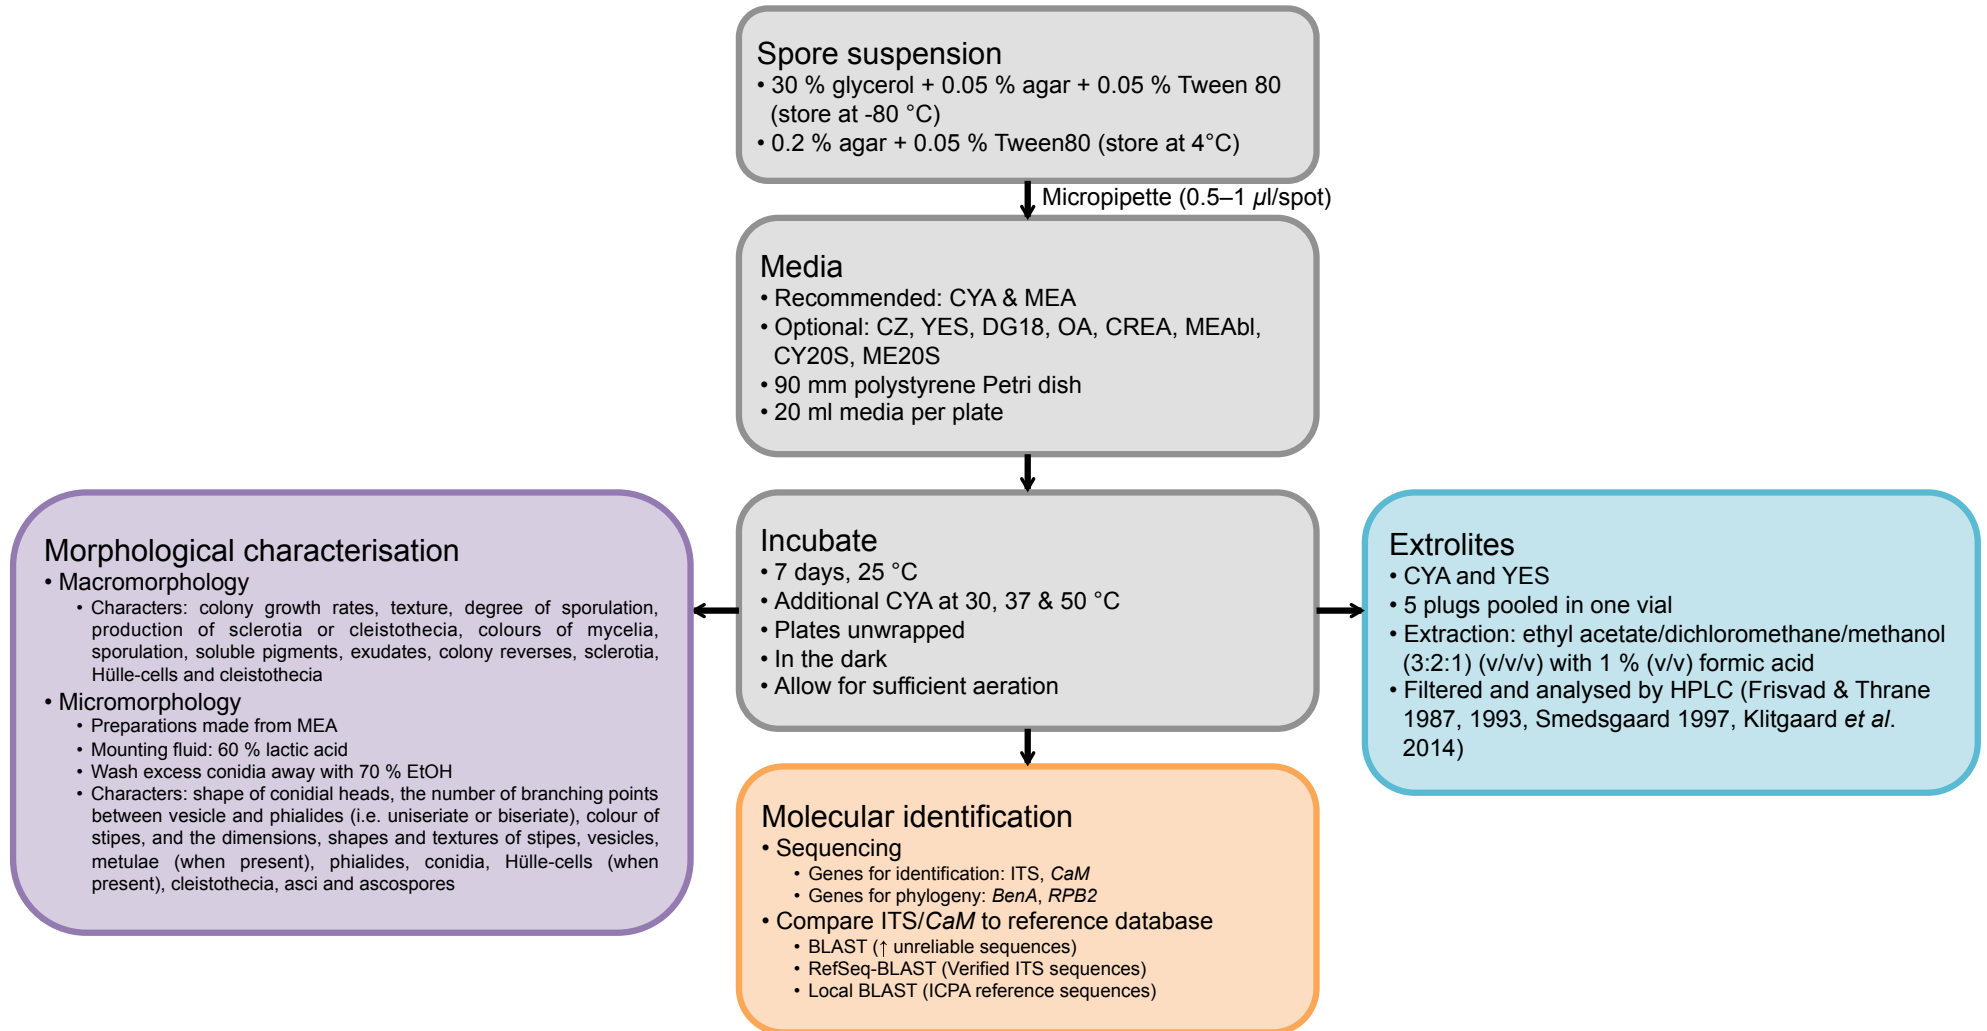 Spore suspension
• 30 % glycerol + 0.05 % agar + 0.05 % Tween 80
(store at -80 °C)
• 0.2 % agar + 0.05 % Tween80 (store at 4°C)
Micropipette (0.5–1 µl/spot)
Media
• Recommended: CYA & MEA
• Optional: CZ, YES, DG18, OA, CREA, MEAbl,
CY20S, ME20S
• 90 mm polystyrene Petri dish
• 20 ml media per plate
Morphological characterisation
• Macromorphology
• Characters: colony growth rates, texture, degree of sporulation,
production of sclerotia or cleistothecia, colours of mycelia,
sporulation, soluble pigments, exudates, colony reverses, sclerotia,
Hülle-cells and cleistothecia
• Micromorphology
• Preparations made from MEA
• Mounting fluid: 60 % lactic acid
• Wash excess conidia away with 70 % EtOH
• Characters: shape of conidial heads, the number of branching points
between vesicle and phialides (i.e. uniseriate or biseriate), colour of
stipes, and the dimensions, shapes and textures of stipes, vesicles,
metulae (when present), phialides, conidia, Hülle-cells (when
present), cleistothecia, asci and ascospores
Incubate
• 7 days, 25 °C
• Additional CYA at 30, 37 & 50 °C
• Plates unwrapped
• In the dark
• Allow for sufficient aeration
Extrolites
• CYA and YES
• 5 plugs pooled in one vial
• Extraction: ethyl acetate/dichloromethane/methanol
(3:2:1) (v/v/v) with 1 % (v/v) formic acid
• Filtered and analysed by HPLC (Frisvad & Thrane
1987, 1993, Smedsgaard 1997, Klitgaard et al.
2014)
Molecular identification
• Sequencing
• Genes for identification: ITS, CaM
• Genes for phylogeny: BenA, RPB2
• Compare ITS/CaM to reference database
• BLAST (↑ unreliable sequences)
• RefSeq-BLAST (Verified ITS sequences)
• Local BLAST (ICPA reference sequences)